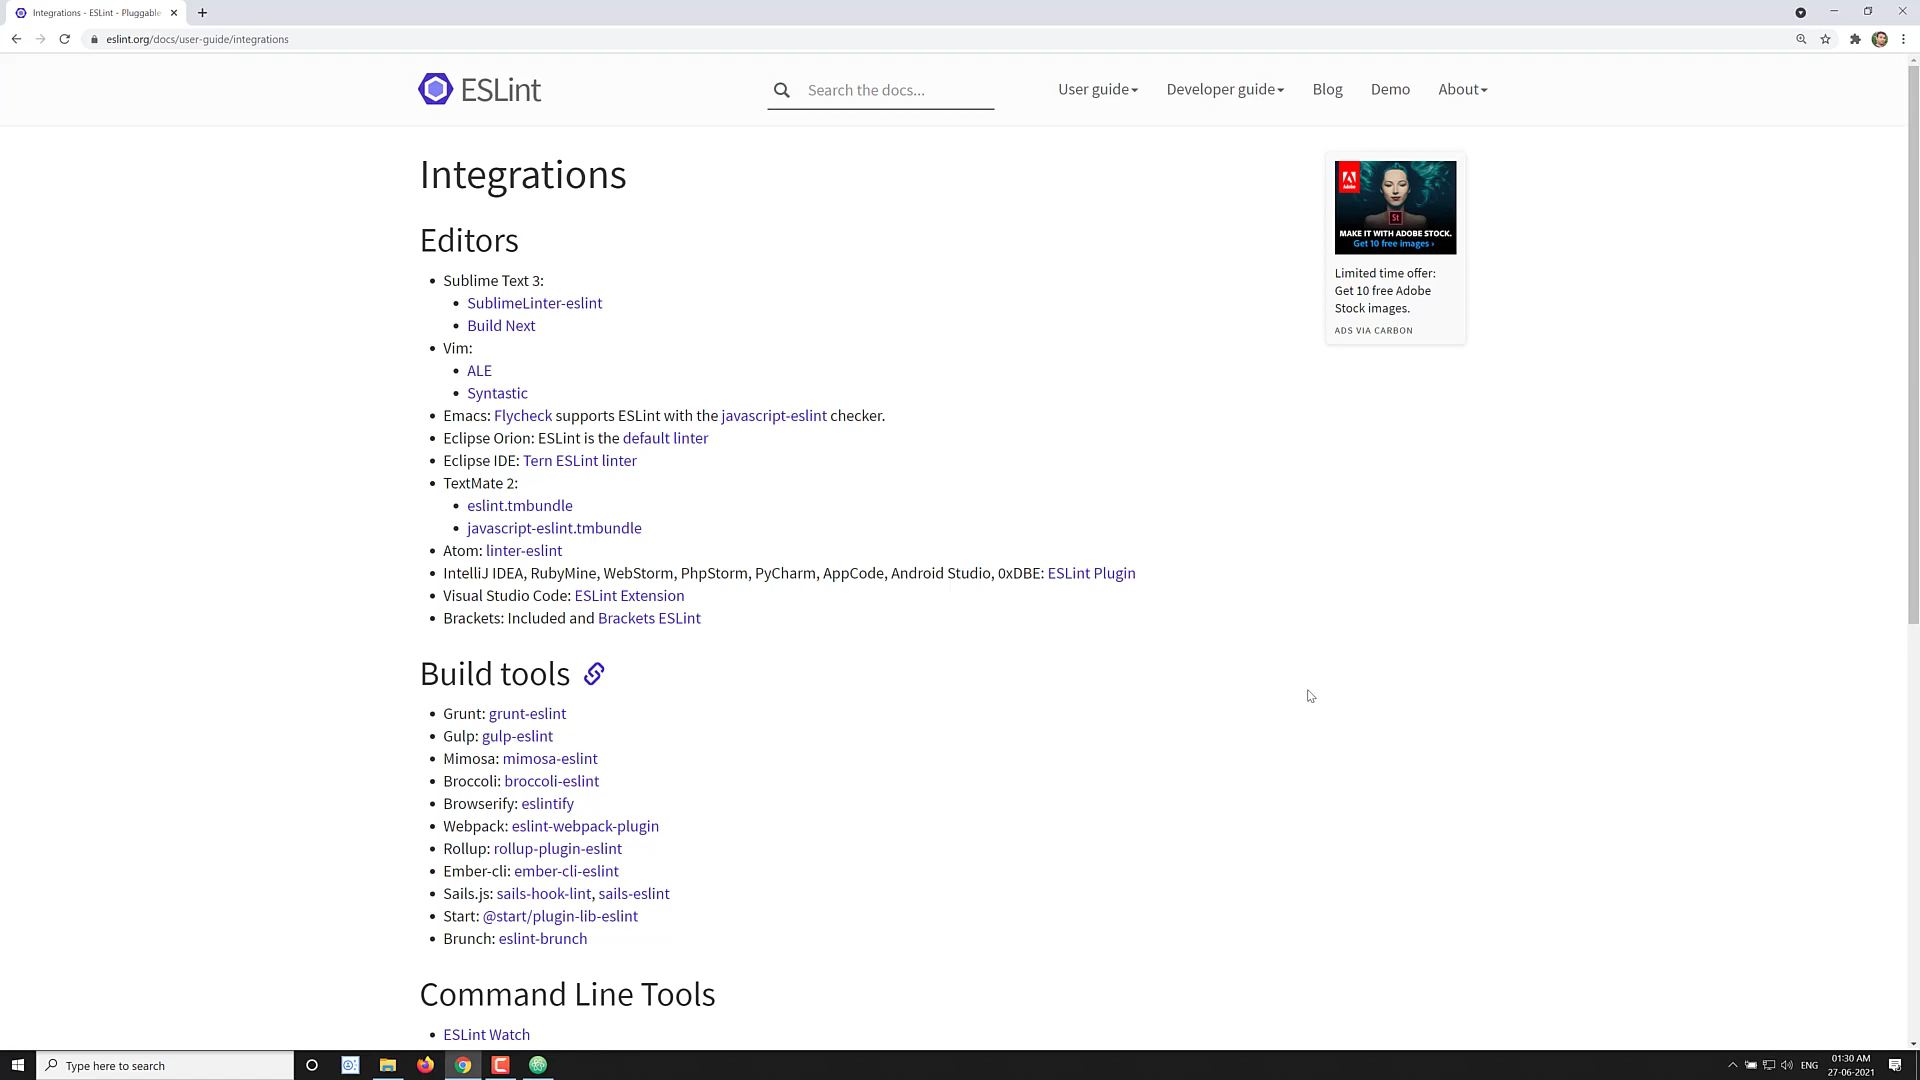 Integrations - ESLint - Pluggable
eslint.org/docs/user-guide/integrations
ESLint
Search the docs...
User guide
Developer guide
Blog
Demo
About
Integrations
Adobe
St
MAKE IT WITH ADOBE STOCK.
Get 10 free images ›
Limited time offer:
Get 10 free Adobe
Stock images.
ADS VIA CARBON
Editors
Sublime Text 3:
SublimeLinter-eslint
Build Next
Vim:
ALE
Syntastic
Emacs: Flycheck supports ESLint with the javascript-eslint checker.
Eclipse Orion: ESLint is the default linter
Eclipse IDE: Tern ESLint linter
TextMate 2:
eslint.tmbundle
javascript-eslint.tmbundle
Atom: linter-eslint
IntelliJ IDEA, RubyMine, WebStorm, PhpStorm, PyCharm, AppCode, Android Studio, 0xDBE: ESLint Plugin
Visual Studio Code: ESLint Extension
Brackets: Included and Brackets ESLint
Build tools
Grunt: grunt-eslint
Gulp: gulp-eslint
Mimosa: mimosa-eslint
Broccoli: broccoli-eslint
Browserify: eslintify
Webpack: eslint-webpack-plugin
Rollup: rollup-plugin-eslint
Ember-cli: ember-cli-eslint
Sails.js: sails-hook-lint, sails-eslint
Start: @start/plugin-lib-eslint
Brunch: eslint-brunch
Command Line Tools
ESLint Watch
Type here to search
ENG
01:30 AM
27-06-2021